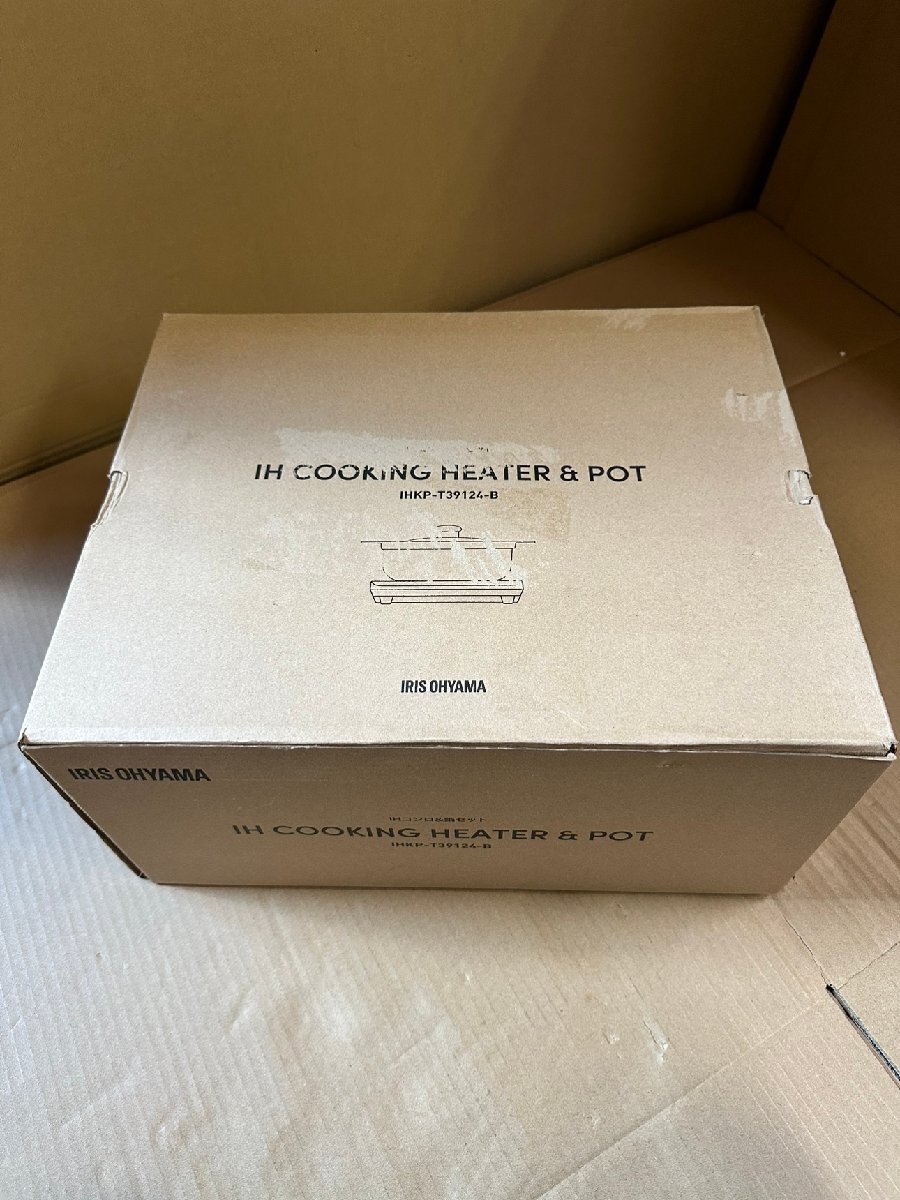 IH COOKING HEATER & POT
IHKP-T39124-B
IRIS OHYAMA
IRIS OHYAMA
IHコンロ&鍋セット
IH COOKING HEATER & POT
IHKP-T39124-B